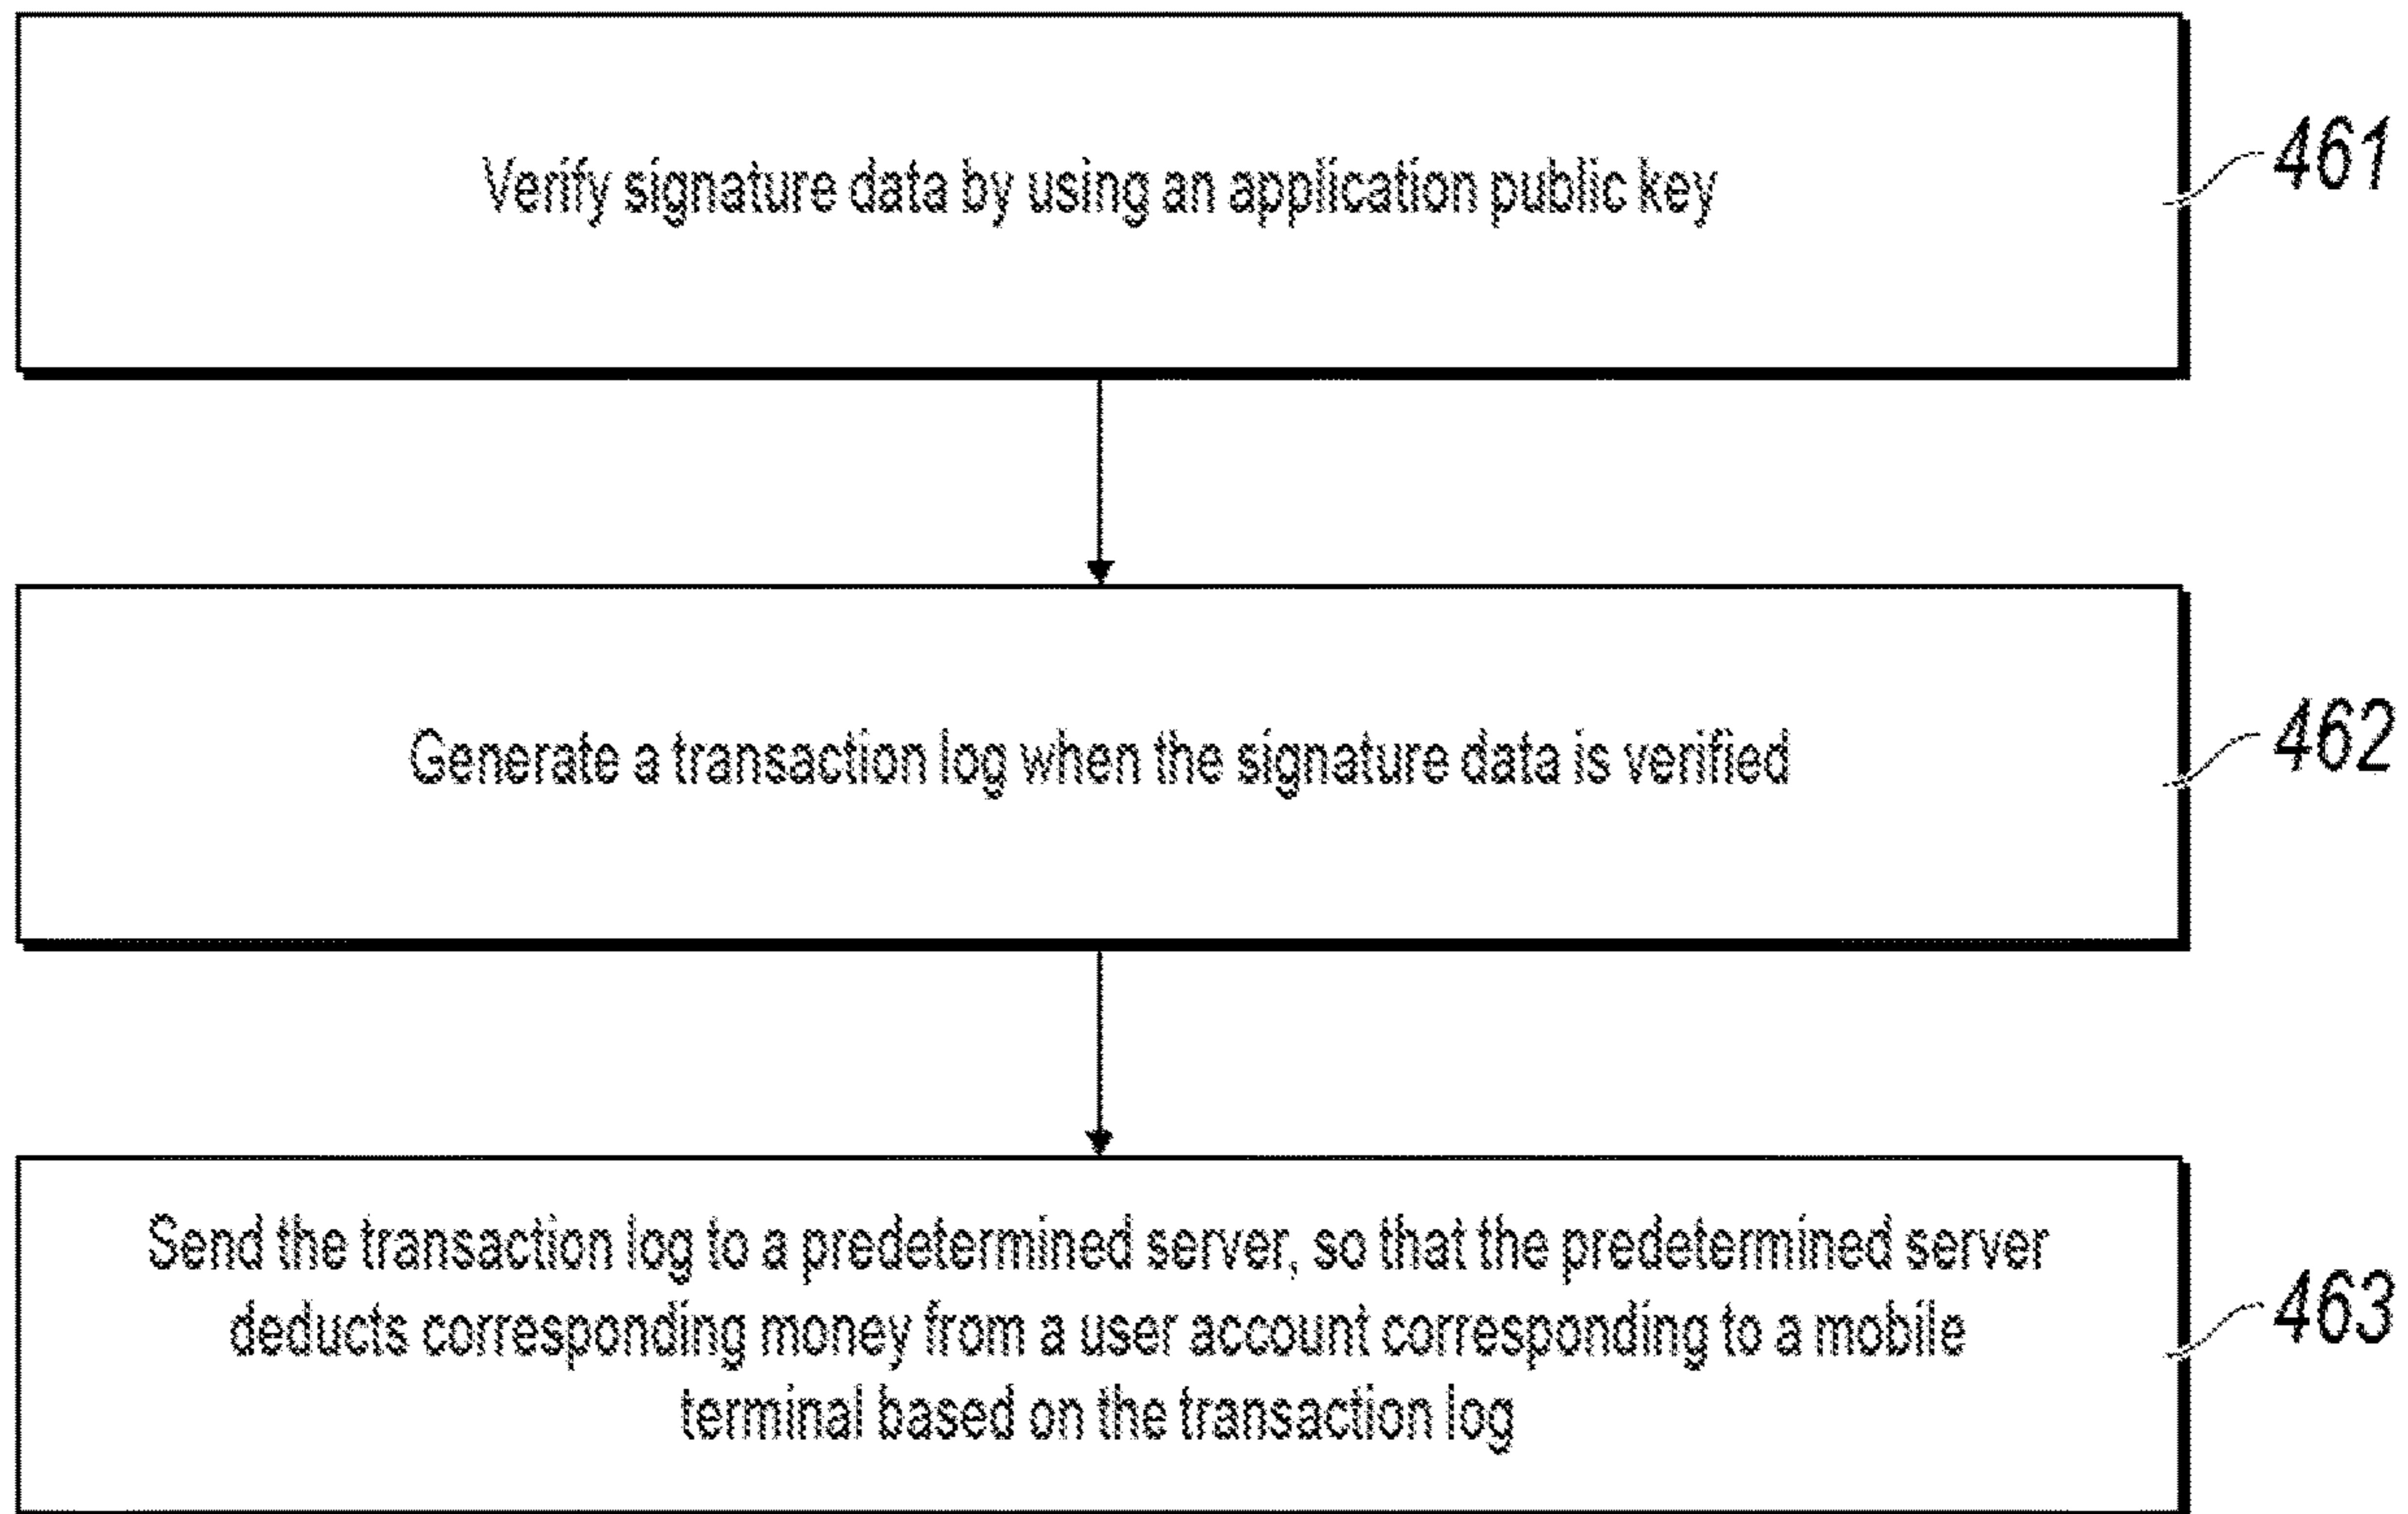 Verify signature data by using an application public key
461
Generate a transaction log when the signature data is verified
462
Send the transaction log to a predetermined server, so that the predetermined server
deducts corresponding money from a user account corresponding to a mobile
terminal based on the transaction log
463